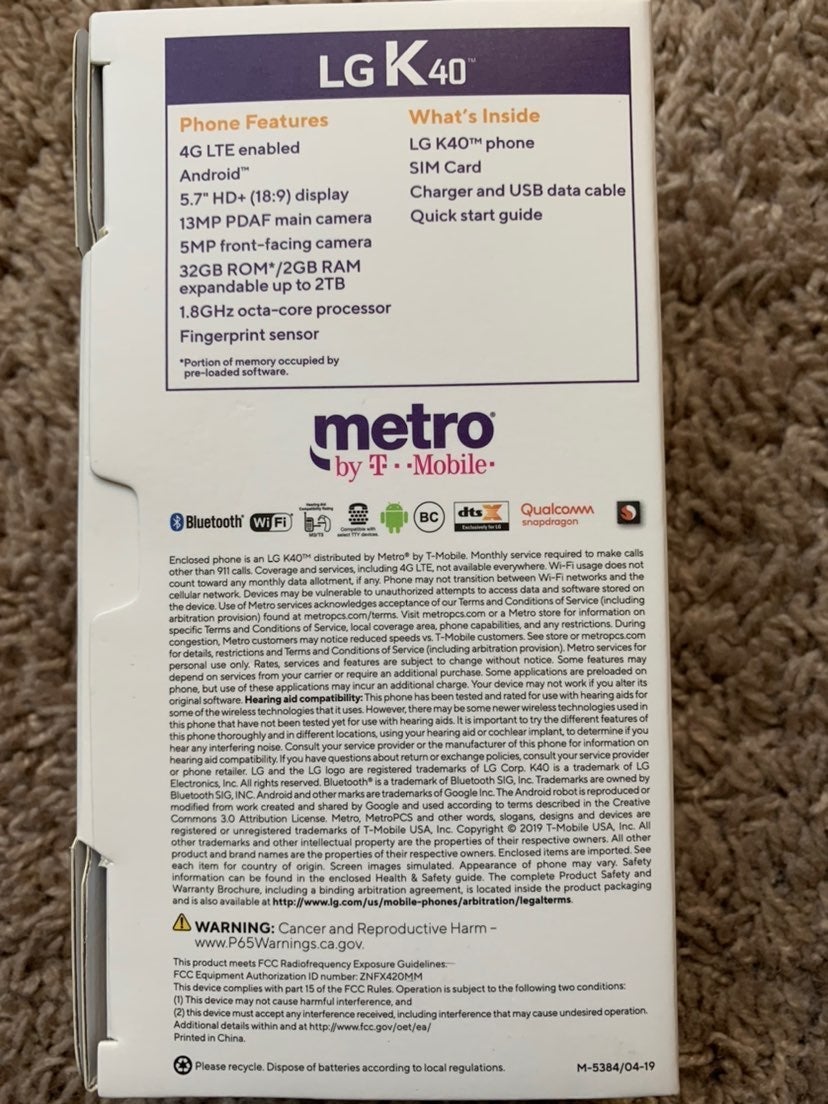 LG K40™
Phone Features
4G LTE enabled
Android™
5.7" HD+ (18:9) display
13MP PDAF main camera
5MP front-facing camera
32GB ROM*/2GB RAM
expandable up to 2TB
1.8GHz octa-core processor
Fingerprint sensor
*Portion of memory occupied by
pre-loaded software.
What's Inside
LG K40™ phone
SIM Card
Charger and USB data cable
Quick start guide
metro®
by T··Mobile·
Bluetooth®
Wi Fi
Hearing Aid
Compatibility Rating
M3/T3
Compatible with
select TTY devices.
BC
dts X
Exclusively for LG
Qualcomm
snapdragon
Enclosed phone is an LG K40™ distributed by Metro® by T-Mobile. Monthly service required to make calls
other than 911 calls. Coverage and services, including 4G LTE, not available everywhere. Wi-Fi usage does not
count toward any monthly data allotment, if any. Phone may not transition between Wi-Fi networks and the
cellular network. Devices may be vulnerable to unauthorized attempts to access data and software stored on
the device. Use of Metro services acknowledges acceptance of our Terms and Conditions of Service (including
arbitration provision) found at metropcs.com/terms. Visit metropcs.com or a Metro store for information on
specific Terms and Conditions of Service, local coverage area, phone capabilities, and any restrictions. During
congestion, Metro customers may notice reduced speeds vs. T-Mobile customers. See store or metropcs.com
for details, restrictions and Terms and Conditions of Service (including arbitration provision). Metro services for
personal use only. Rates, services and features are subject to change without notice. Some features may
depend on services from your carrier or require an additional purchase. Some applications are preloaded on
phone, but use of these applications may incur an additional charge. Your device may not work if you alter its
original software. Hearing aid compatibility: This phone has been tested and rated for use with hearing aids for
some of the wireless technologies that it uses. However, there may be some newer wireless technologies used in
this phone that have not been tested yet for use with hearing aids. It is important to try the different features of
this phone thoroughly and in different locations, using your hearing aid or cochlear implant, to determine if you
hear any interfering noise. Consult your service provider or the manufacturer of this phone for information on
hearing aid compatibility. If you have questions about return or exchange policies, consult your service provider
or phone retailer. LG and the LG logo are registered trademarks of LG Corp. K40 is a trademark of LG
Electronics, Inc. All rights reserved. Bluetooth® is a trademark of Bluetooth SIG, Inc. Trademarks are owned by
Bluetooth SIG, INC. Android and other marks are trademarks of Google Inc. The Android robot is reproduced or
modified from work created and shared by Google and used according to terms described in the Creative
Commons 3.0 Attribution License. Metro, MetroPCS and other words, slogans, designs and devices are
registered or unregistered trademarks of T-Mobile USA, Inc. Copyright © 2019 T-Mobile USA, Inc. All
other trademarks and other intellectual property are the properties of their respective owners. All other
product and brand names are the properties of their respective owners. Enclosed items are imported. See
each item for country of origin. Screen images simulated. Appearance of phone may vary. Safety
information can be found in the enclosed Health & Safety guide. The complete Product Safety and
Warranty Brochure, including a binding arbitration agreement, is located inside the product packaging
and is also available at http://www.lg.com/us/mobile-phones/arbitration/legalterms.
WARNING: Cancer and Reproductive Harm –
www.P65Warnings.ca.gov.
This product meets FCC Radiofrequency Exposure Guidelines.
FCC Equipment Authorization ID number: ZNFX420MM
This device complies with part 15 of the FCC Rules. Operation is subject to the following two conditions:
(1) This device may not cause harmful interference, and
(2) this device must accept any interference received, including interference that may cause undesired operation.
Additional details within and at http://www.fcc.gov/oet/ea/
Printed in China.
Please recycle. Dispose of batteries according to local regulations.
M-5384/04-19